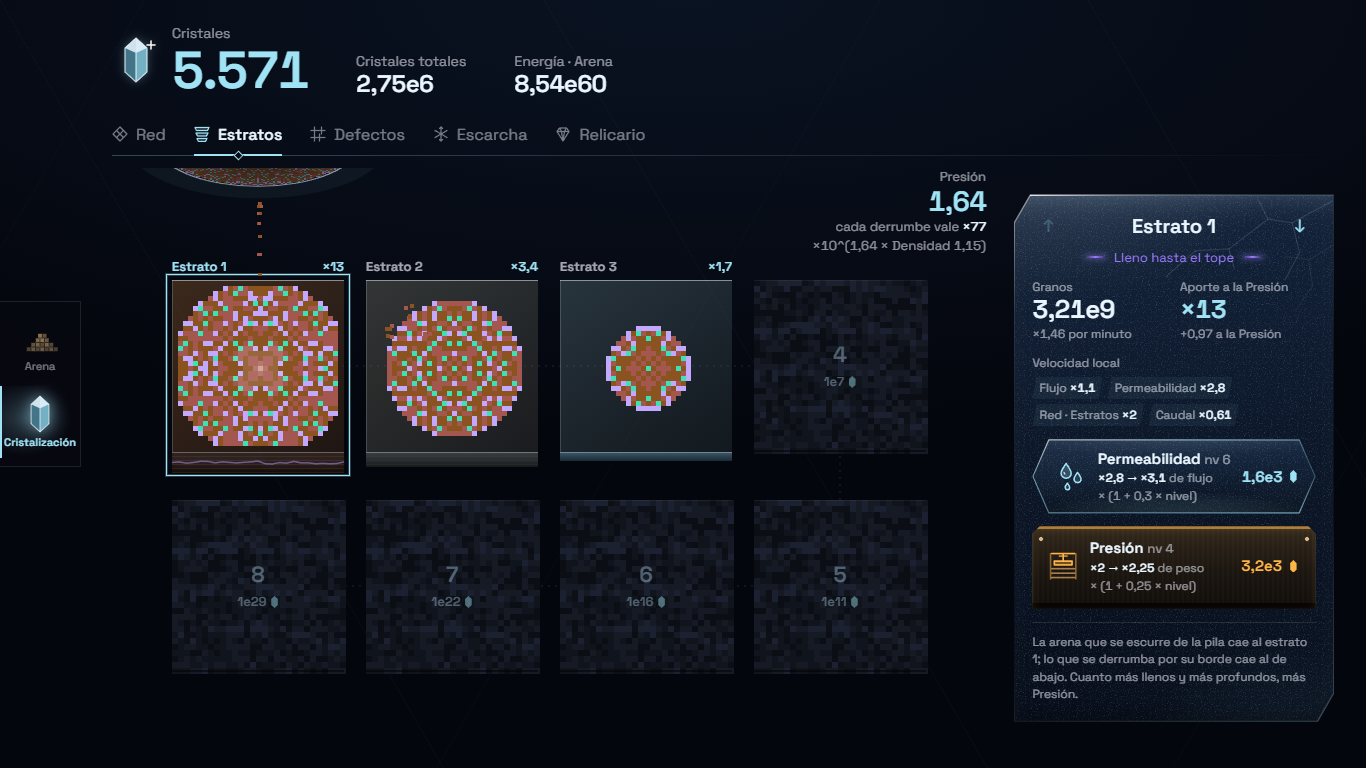 Cristales
5.571
Cristales totales
2,75e6
Energía · Arena
8,54e60
Red
Estratos
Defectos
Escarcha
Relicario
Presión
1,64
cada derrumbe vale ×77
×10^(1,64 × Densidad 1,15)
Estrato 1 ×13
Estrato 2 ×3,4
Estrato 3 ×1,7
4
1e7
8
1e29
7
1e22
6
1e16
5
1e11
Arena
Cristalización
Estrato 1
Lleno hasta el tope
Granos
3,21e9
×1,46 por minuto
Aporte a la Presión
×13
+0,97 a la Presión
Velocidad local
Flujo ×1,1
Permeabilidad ×2,8
Red · Estratos ×2
Caudal ×0,61
Permeabilidad nv 6
×2,8 → ×3,1 de flujo
× (1 + 0,3 × nivel)
1,6e3
Presión nv 4
×2 → ×2,25 de peso
× (1 + 0,25 × nivel)
3,2e3
La arena que se escurre de la pila cae al estrato
1; lo que se derrumba por su borde cae al de
abajo. Cuanto más llenos y más profundos, más
Presión.